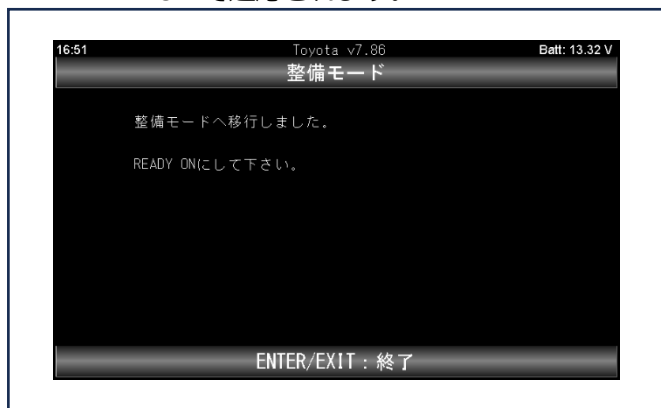 16:51 Toyota v7.86 Batt: 13.32 V
整備モード
整備モードへ移行しました。
READY ONにして下さい。
ENTER/EXIT：終了